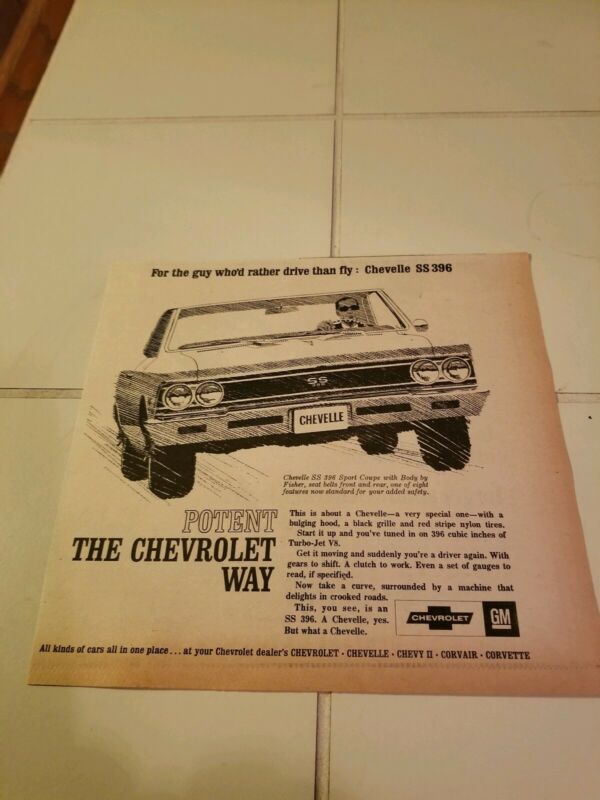 For the guy who'd rather drive than fly: Chevelle SS 396
SS
CHEVELLE
Chevelle SS 396 Sport Coupe with Body by
Fisher, seat belts front and rear, one of eight
features now standard for your added safety.
POTENT
THE CHEVROLET
WAY
This is about a Chevelle—a very special one—with a
bulging hood, a black grille and red stripe nylon tires.
Start it up and you've tuned in on 396 cubic inches of
Turbo-Jet V8.
Get it moving and suddenly you're a driver again. With
gears to shift. A clutch to work. Even a set of gauges to
read, if specified.
Now take a curve, surrounded by a machine that
delights in crooked roads.
This, you see, is an
SS 396. A Chevelle, yes.
But what a Chevelle.
CHEVROLET
GM
All kinds of cars all in one place... at your Chevrolet dealer's CHEVROLET • CHEVELLE • CHEVY II • CORVAIR • CORVETTE